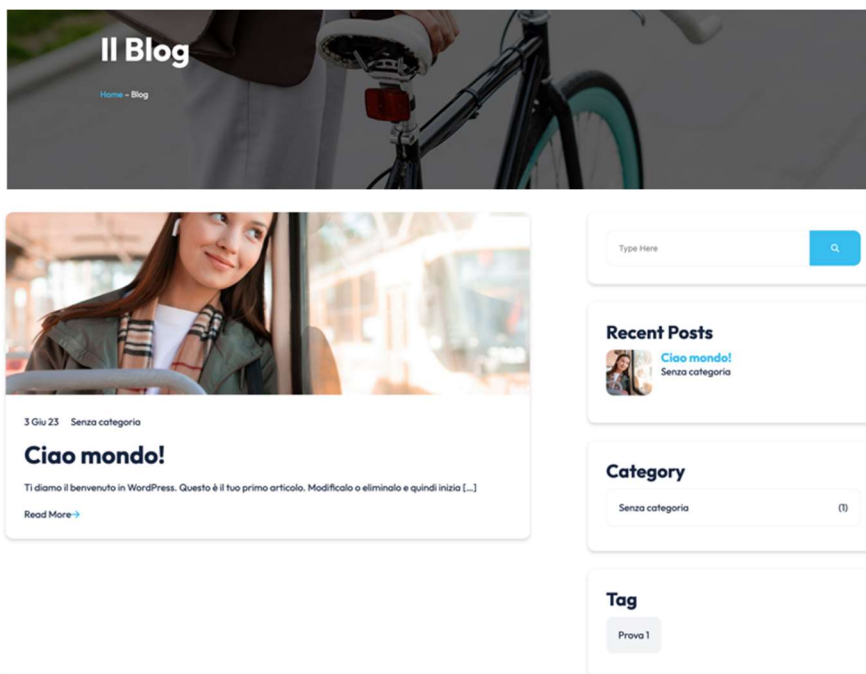 Il Blog
Home – Blog
3 Giu 23 Senza categoria
Ciao mondo!
Ti diamo il benvenuto in WordPress. Questo è il tuo primo articolo. Modificalo o eliminalo e quindi inizia [...]
Read More→
Type Here
Recent Posts
Ciao mondo!
Senza categoria
Category
Senza categoria (1)
Tag
Prova 1